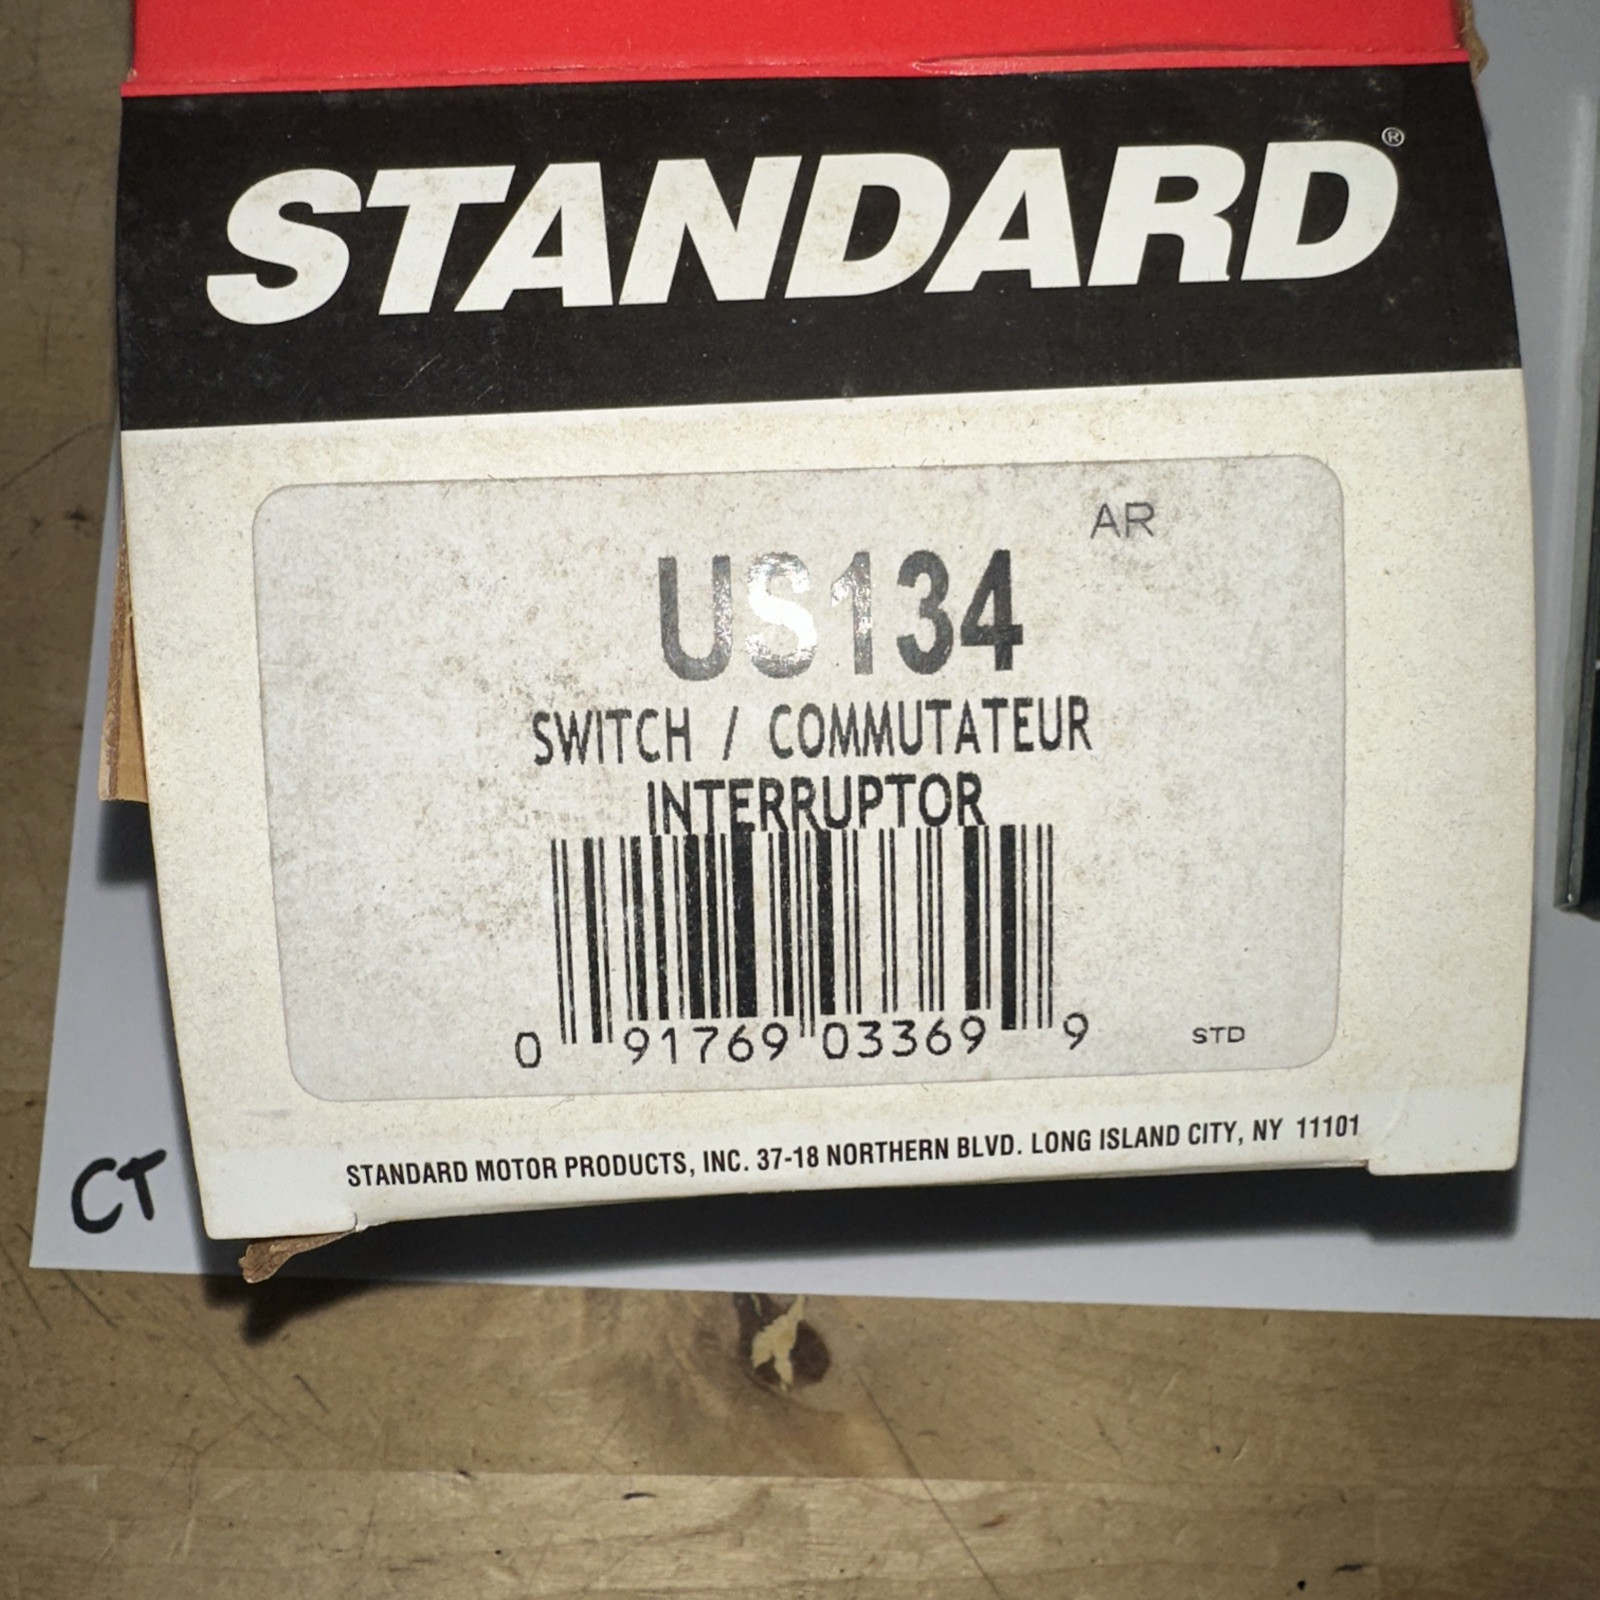 STANDARD®
AR
US134
SWITCH / COMMUTATEUR
INTERRUPTOR
0 91769 03369 9
STD
STANDARD MOTOR PRODUCTS, INC. 37-18 NORTHERN BLVD. LONG ISLAND CITY, NY 11101
CT